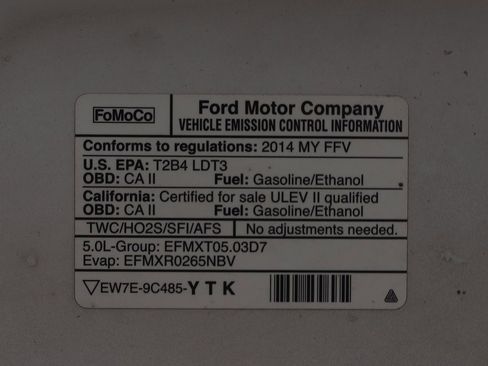 FoMoCo
Ford Motor Company
VEHICLE EMISSION CONTROL INFORMATION
Conforms to regulations: 2014 MY FFV
U.S. EPA: T2B4 LDT3
OBD: CA II Fuel: Gasoline/Ethanol
California: Certified for sale ULEV II qualified
OBD: CA II Fuel: Gasoline/Ethanol
TWC/HO2S/SFI/AFS No adjustments needed.
5.0L-Group: EFMXT05.03D7
Evap: EFMXR0265NBV
▽EW7E-9C485-YTK